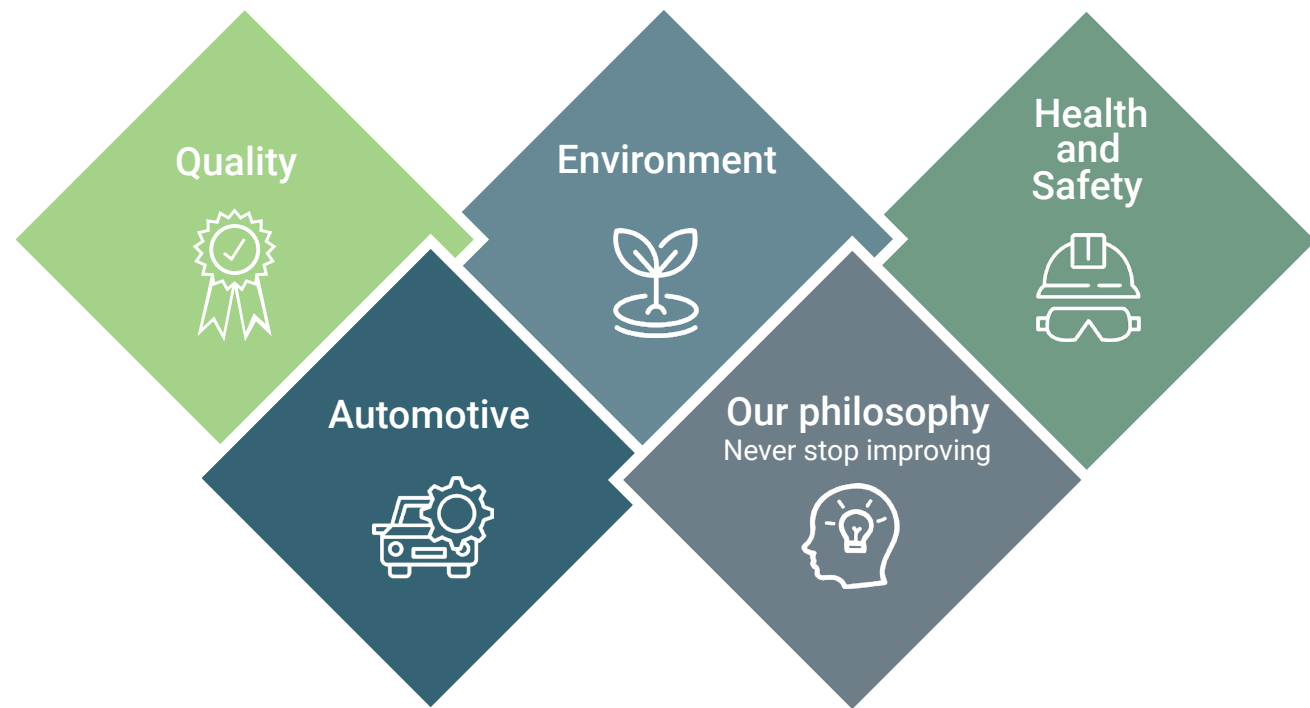 Quality
Environment
Health
and
Safety
Automotive
Our philosophy
Never stop improving